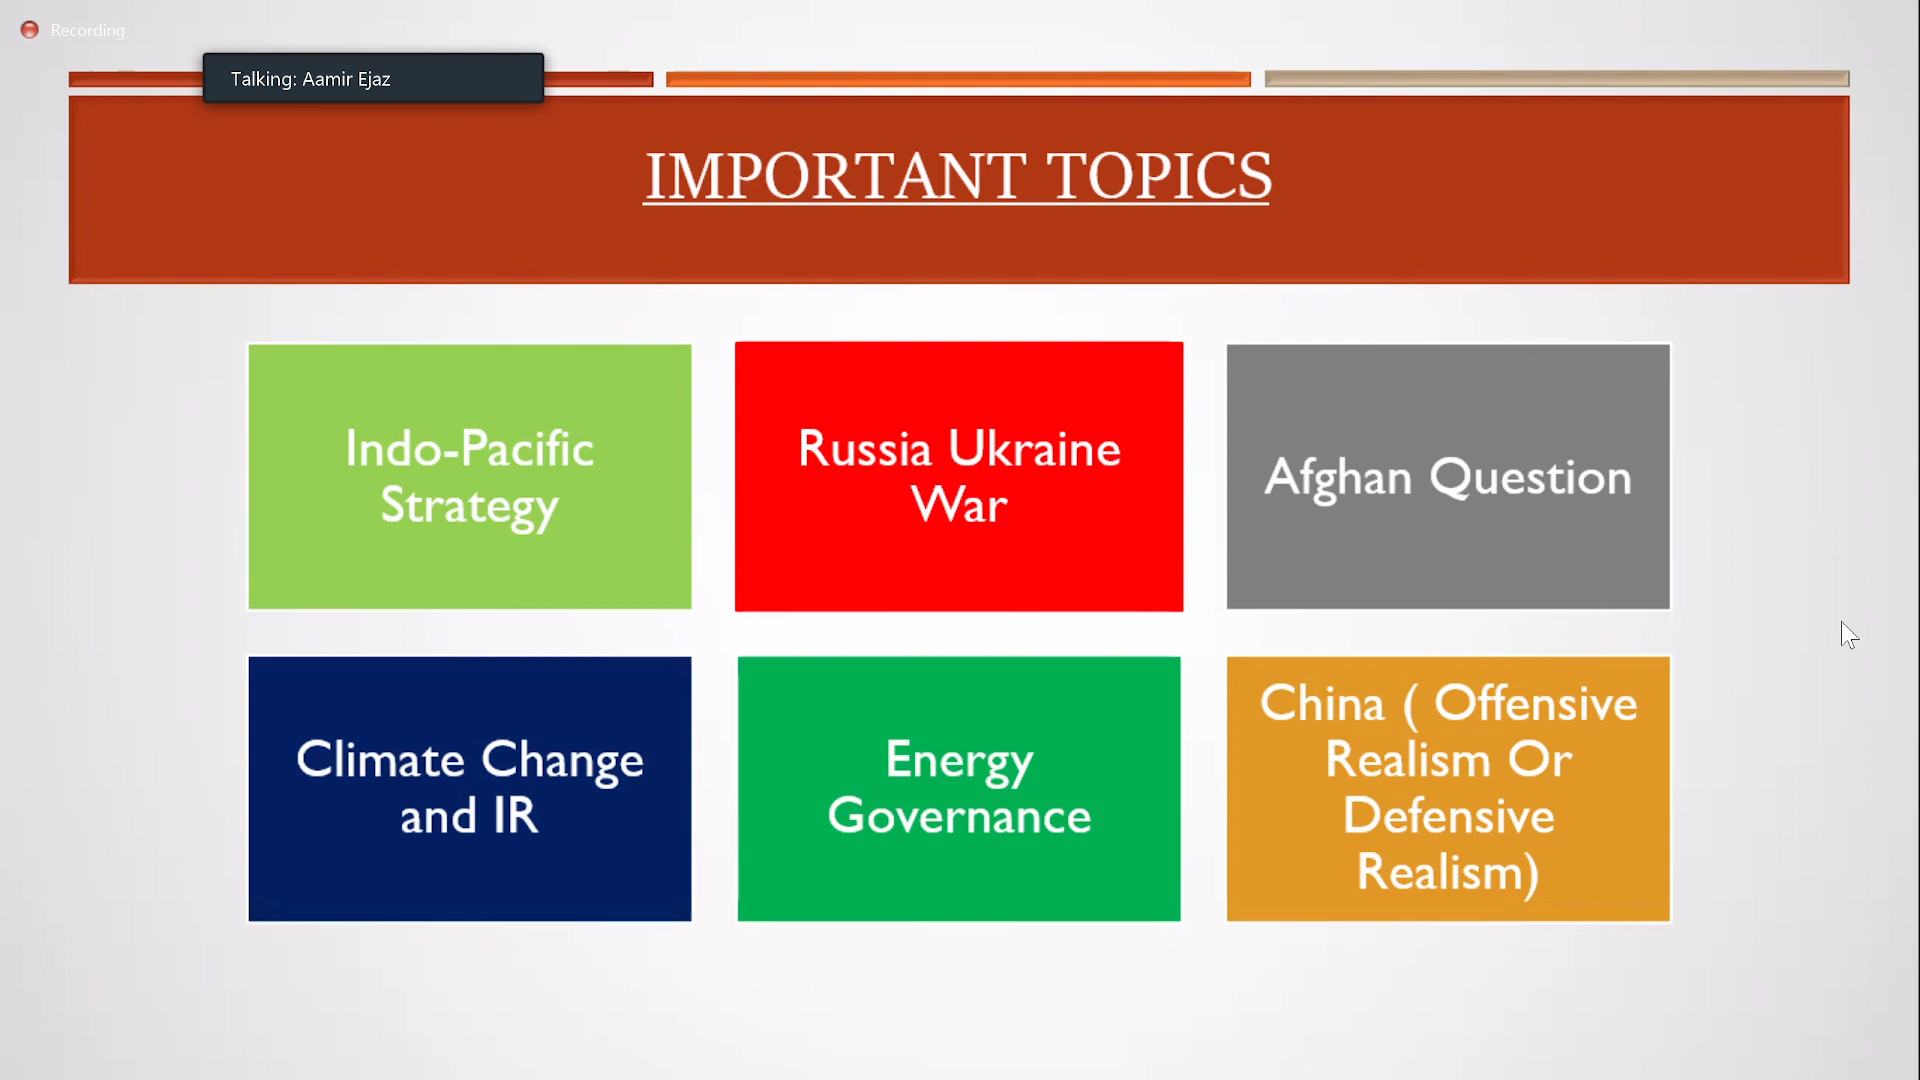 Recording
Talking: Aamir Ejaz
IMPORTANT TOPICS
Indo-Pacific
Strategy
Russia Ukraine
War
Afghan Question
Climate Change
and IR
Energy
Governance
China ( Offensive
Realism Or
Defensive
Realism)